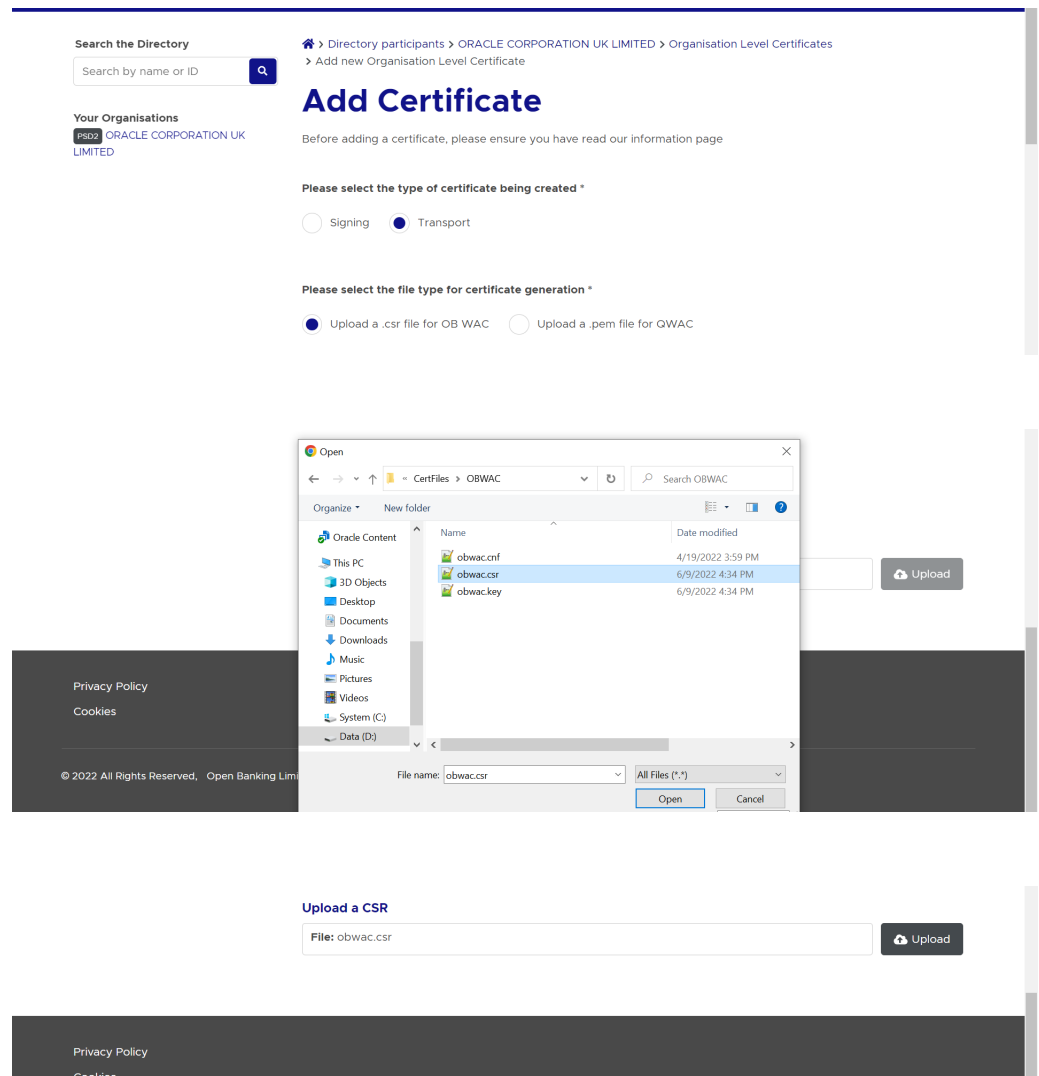 Search the Directory
Search by name or ID
Your Organisations
PSD2 ORACLE CORPORATION UK
LIMITED
> Directory participants > ORACLE CORPORATION UK LIMITED > Organisation Level Certificates
> Add new Organisation Level Certificate
Add Certificate
Before adding a certificate, please ensure you have read our information page
Please select the type of certificate being created *
Signing Transport
Please select the file type for certificate generation *
Upload a .csr file for OB WAC Upload a .pem file for QWAC
Open
« CertFiles > OBWAC Search OBWAC
Organize New folder
Name Date modified
Oracle Content
This PC
3D Objects
Desktop
Documents
Downloads
Music
Pictures
Videos
System (C:)
Data (D:)
obwac.cnf 4/19/2022 3:59 PM
obwac.csr 6/9/2022 4:34 PM
obwac.key 6/9/2022 4:34 PM
File name: obwac.csr All Files (*.*)
Open Cancel
Upload
Privacy Policy
Cookies
© 2022 All Rights Reserved, Open Banking Limi
Upload a CSR
File: obwac.csr Upload
Privacy Policy
Cookies